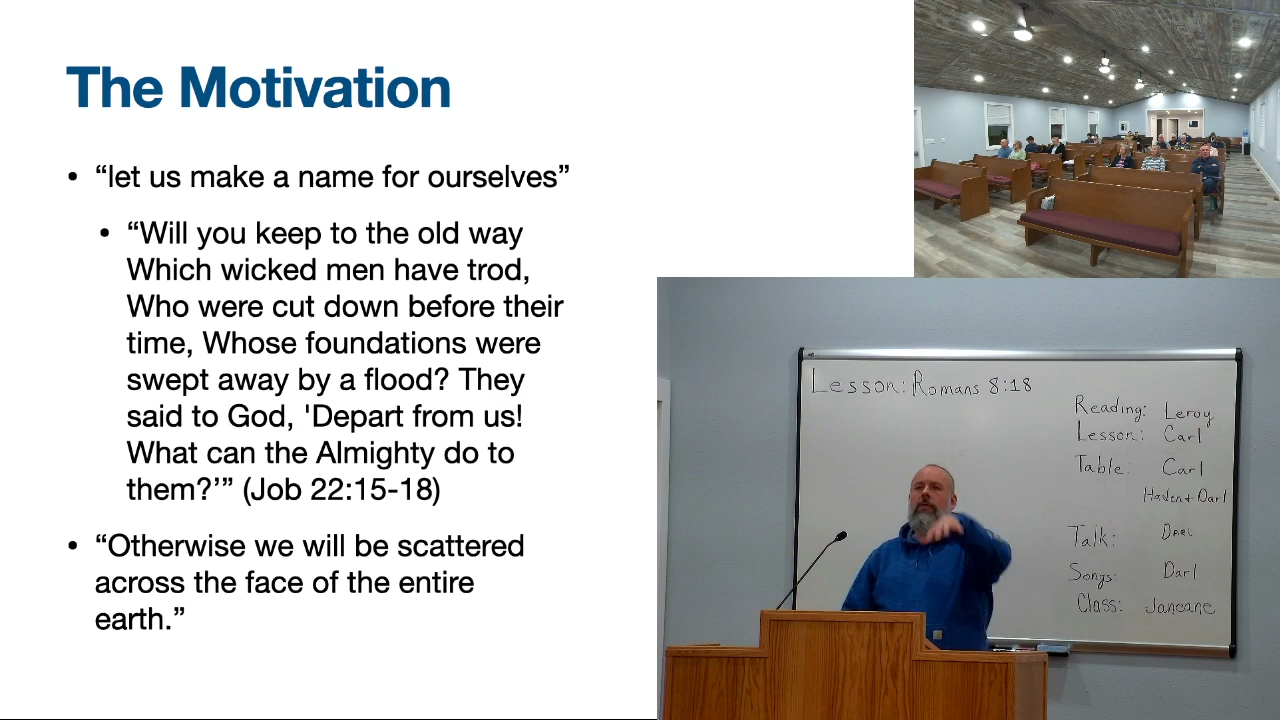 The Motivation
• “let us make a name for ourselves”
• “Will you keep to the old way
Which wicked men have trod,
Who were cut down before their
time, Whose foundations were
swept away by a flood? They
said to God, 'Depart from us!
What can the Almighty do to
them?’” (Job 22:15-18)
• “Otherwise we will be scattered
across the face of the entire
earth.”
Lesson: Romans 8:18
Reading: Leroy
Lesson: Carl
Table: Carl
Darl
Talk: Darl
Songs: Darl
Class: Janeane